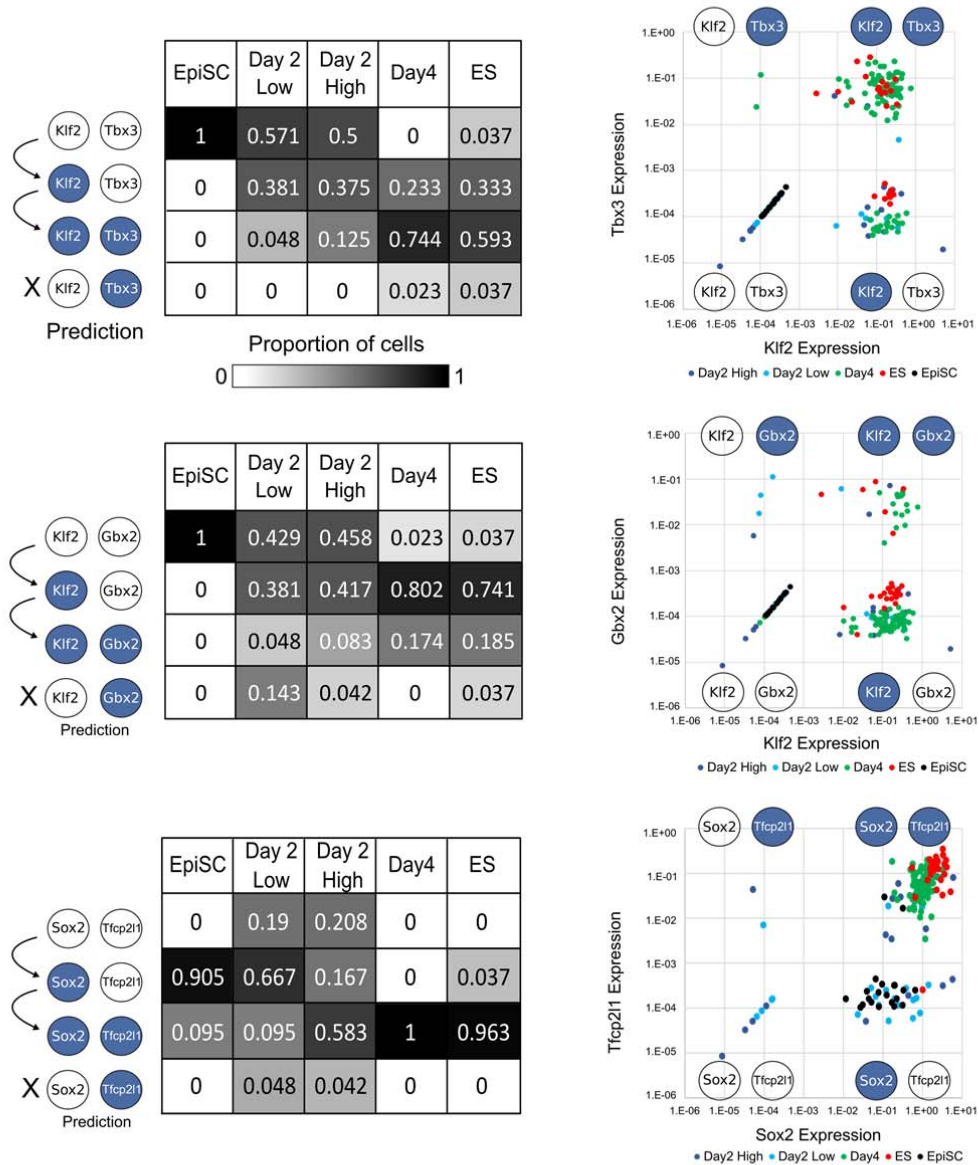 EpiSC Day 2 Low Day 2 High Day4 ES
Klf2 Tbx3 1 0.571 0.5 0 0.037
Klf2 Tbx3 0 0.381 0.375 0.233 0.333
Klf2 Tbx3 0 0.048 0.125 0.744 0.593
X Klf2 Tbx3 0 0 0 0.023 0.037
Prediction
Proportion of cells
0 1
Klf2 Tbx3 Klf2 Tbx3
1.E+00
1.E-01
1.E-02
1.E-03
1.E-04
1.E-05
1.E-06
Tbx3 Expression
Klf2 Tbx3 Klf2 Tbx3
1.E-06 1.E-05 1.E-04 1.E-03 1.E-02 1.E-01 1.E+00 1.E+01
Klf2 Expression
Day2 High Day2 Low Day4 ES EpiSC
EpiSC Day 2 Low Day 2 High Day4 ES
Klf2 Gbx2 1 0.429 0.458 0.023 0.037
Klf2 Gbx2 0 0.381 0.417 0.802 0.741
Klf2 Gbx2 0 0.048 0.083 0.174 0.185
X Klf2 Gbx2 0 0.143 0.042 0 0.037
Prediction
Klf2 Gbx2 Klf2 Gbx2
1.E+00
1.E-01
1.E-02
1.E-03
1.E-04
1.E-05
1.E-06
Gbx2 Expression
Klf2 Gbx2 Klf2 Gbx2
1.E-06 1.E-05 1.E-04 1.E-03 1.E-02 1.E-01 1.E+00 1.E+01
Klf2 Expression
Day2 High Day2 Low Day4 ES EpiSC
EpiSC Day 2 Low Day 2 High Day4 ES
Sox2 Tfcp2l1 0 0.19 0.208 0 0
Sox2 Tfcp2l1 0.905 0.667 0.167 0 0.037
Sox2 Tfcp2l1 0.095 0.095 0.583 1 0.963
X Sox2 Tfcp2l1 0 0.048 0.042 0 0
Prediction
Sox2 Tfcp2l1 Sox2 Tfcp2l1
1.E+00
1.E-01
1.E-02
1.E-03
1.E-04
1.E-05
1.E-06
Tfcp2l1 Expression
Sox2 Tfcp2l1 Sox2 Tfcp2l1
1.E-06 1.E-05 1.E-04 1.E-03 1.E-02 1.E-01 1.E+00 1.E+01
Sox2 Expression
Day2 High Day2 Low Day4 ES EpiSC